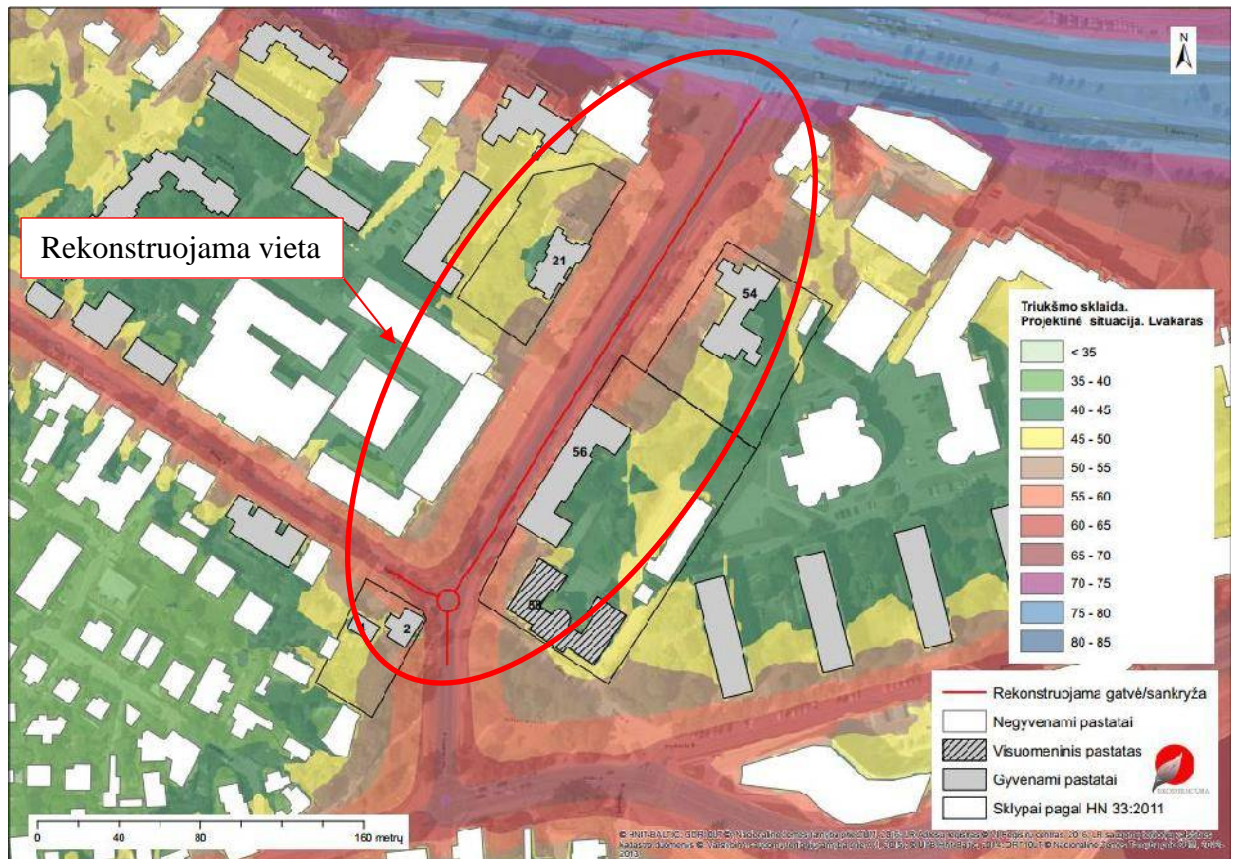 N
21
Rekonstruojama vieta
54
56
2
Triukšmo sklaida.
Projektinė situacija. Lvakaras
< 35
35 - 40
40 - 45
45 - 50
50 - 55
55 - 60
60 - 65
65 - 70
70 - 75
75 - 80
80 - 85
Rekonstruojama gatvė/sankryža
Negyvenami pastatai
Visuomeninis pastatas
Gyvenami pastatai
Sklypai pagal HN 33:2011
0 40 80 160 metrų